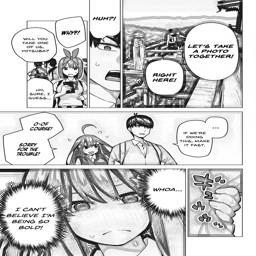 LET'S TAKE
A PHOTO
TOGETHER!
RIGHT
HERE!
HUH?!
WHY?!
WILL YOU
TAKE ONE
OF US,
YOTSUBA?
OH,
SURE, I
GUESS...
...
IF WE'RE
DOING
THIS, MAKE
IT FAST.
O-OF
COURSE!
SORRY
FOR THE
TROUBLE!
WHOA...
I CAN'T
BELIEVE I'M
BEING SO
BOLD!